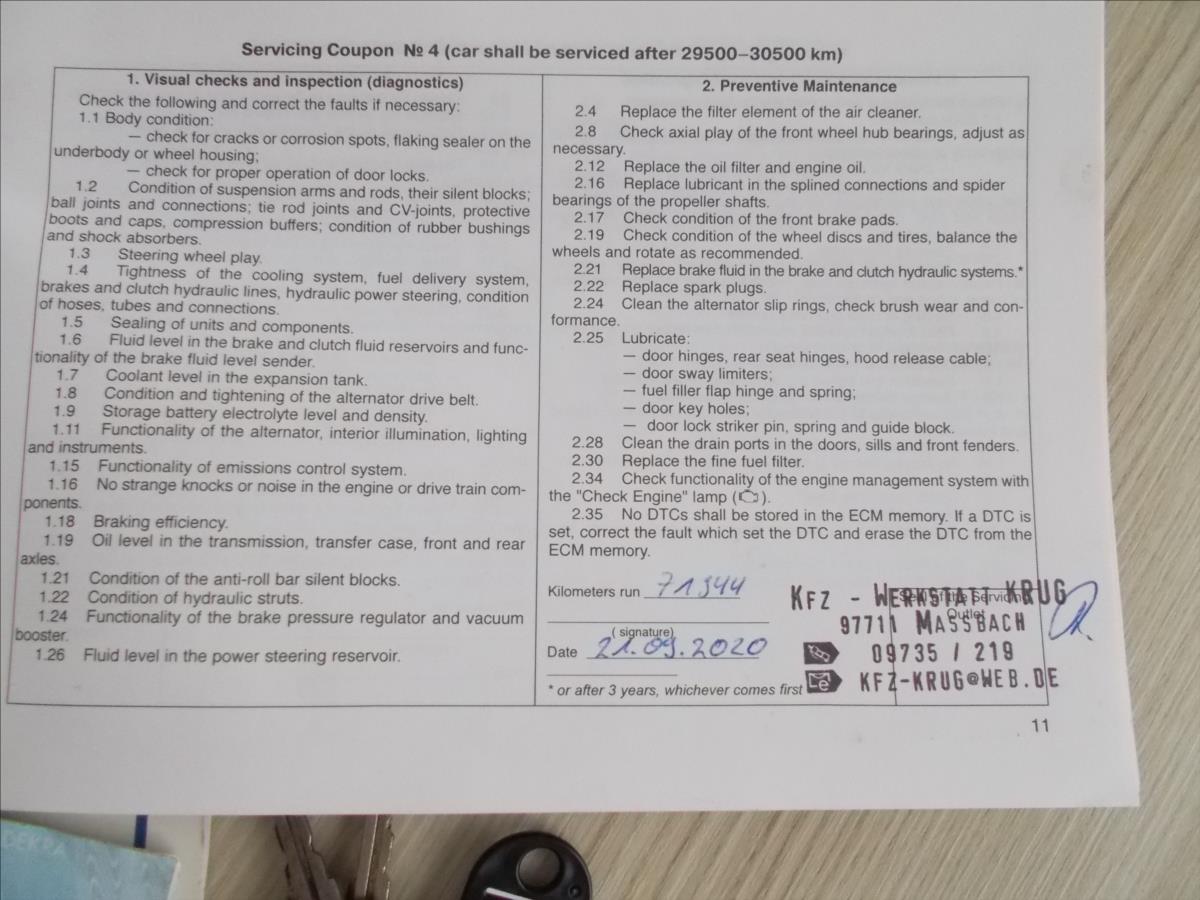 Servicing Coupon № 4 (car shall be serviced after 29500–30500 km)
1. Visual checks and inspection (diagnostics)
Check the following and correct the faults if necessary:
1.1 Body condition:
— check for cracks or corrosion spots, flaking sealer on the
underbody or wheel housing;
— check for proper operation of door locks.
1.2 Condition of suspension arms and rods, their silent blocks;
ball joints and connections; tie rod joints and CV-joints, protective
boots and caps, compression buffers; condition of rubber bushings
and shock absorbers.
1.3 Steering wheel play.
1.4 Tightness of the cooling system, fuel delivery system,
brakes and clutch hydraulic lines, hydraulic power steering, condition
of hoses, tubes and connections.
1.5 Sealing of units and components.
1.6 Fluid level in the brake and clutch fluid reservoirs and func-
tionality of the brake fluid level sender.
1.7 Coolant level in the expansion tank.
1.8 Condition and tightening of the alternator drive belt.
1.9 Storage battery electrolyte level and density.
1.11 Functionality of the alternator, interior illumination, lighting
and instruments.
1.15 Functionality of emissions control system.
1.16 No strange knocks or noise in the engine or drive train com-
ponents.
1.18 Braking efficiency.
1.19 Oil level in the transmission, transfer case, front and rear
axles.
1.21 Condition of the anti-roll bar silent blocks.
1.22 Condition of hydraulic struts.
1.24 Functionality of the brake pressure regulator and vacuum
booster.
1.26 Fluid level in the power steering reservoir.
2. Preventive Maintenance
2.4 Replace the filter element of the air cleaner.
2.8 Check axial play of the front wheel hub bearings, adjust as
necessary.
2.12 Replace the oil filter and engine oil.
2.16 Replace lubricant in the splined connections and spider
bearings of the propeller shafts.
2.17 Check condition of the front brake pads.
2.19 Check condition of the wheel discs and tires, balance the
wheels and rotate as recommended.
2.21 Replace brake fluid in the brake and clutch hydraulic systems.*
2.22 Replace spark plugs.
2.24 Clean the alternator slip rings, check brush wear and con-
formance.
2.25 Lubricate:
— door hinges, rear seat hinges, hood release cable;
— door sway limiters;
— fuel filler flap hinge and spring;
— door key holes;
— door lock striker pin, spring and guide block.
2.28 Clean the drain ports in the doors, sills and front fenders.
2.30 Replace the fine fuel filter.
2.34 Check functionality of the engine management system with
the "Check Engine" lamp ( ).
2.35 No DTCs shall be stored in the ECM memory. If a DTC is
set, correct the fault which set the DTC and erase the DTC from the
ECM memory.
Kilometers run 71344
(signature)
Date 21.09.2020
* or after 3 years, whichever comes first
of the Servicing
Outlet
KFZ - WERKSTATT KRUG
97711 MASSBACH
09735 / 219
KFZ-KRUG@WEB.DE
11
DEKRA